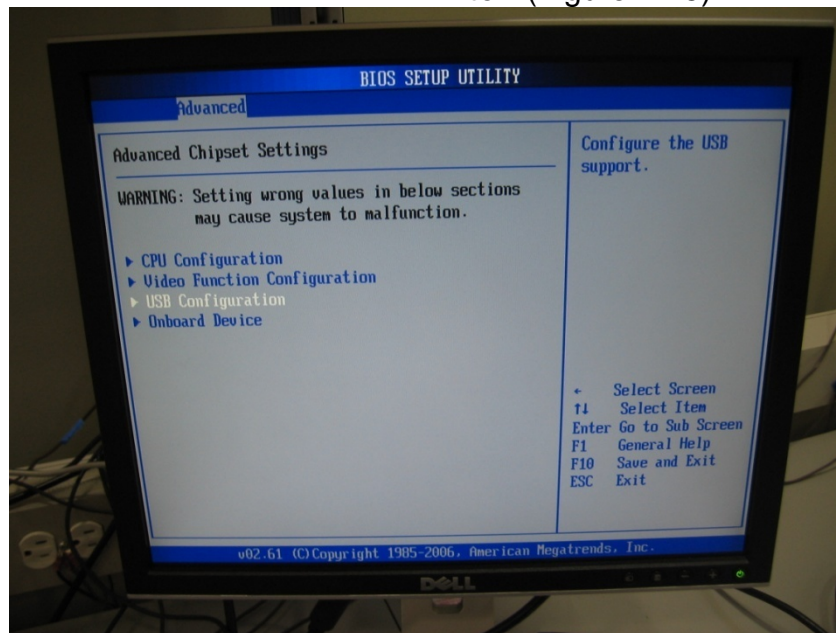 BIOS SETUP UTILITY
Advanced
Advanced Chipset Settings
WARNING: Setting wrong values in below sections
may cause system to malfunction.
CPU Configuration
Video Function Configuration
USB Configuration
Onboard Device
Configure the USB
support.
← Select Screen
↑↓ Select Item
Enter Go to Sub Screen
F1 General Help
F10 Save and Exit
ESC Exit
v02.61 (C)Copyright 1985-2006, American Megatrends, Inc.
DELL